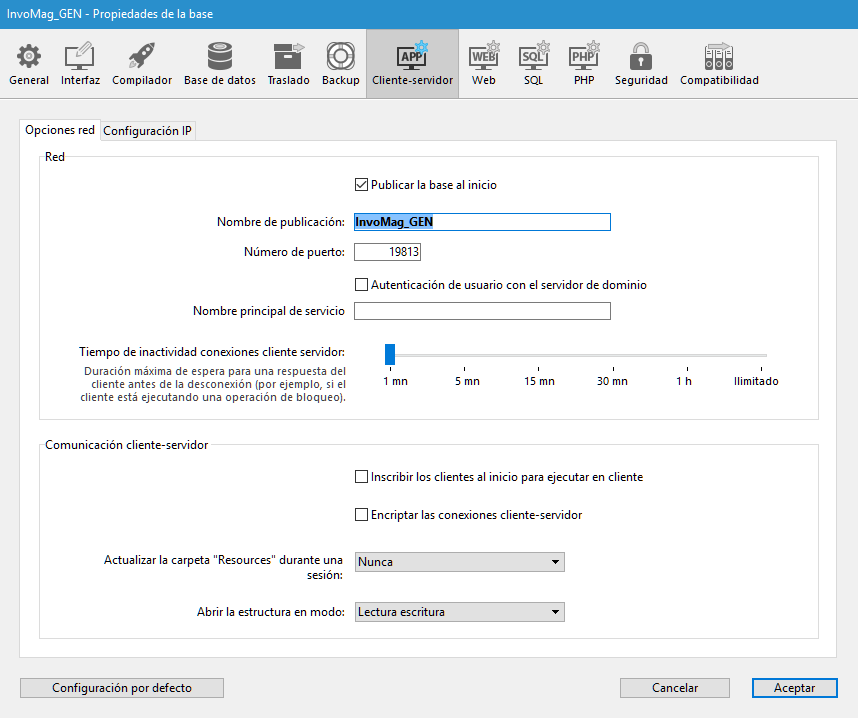 InvoMag_GEN - Propiedades de la base
General Interfaz Compilador Base de datos Traslado Backup Cliente-servidor Web SQL PHP Seguridad Compatibilidad
APP WEB SQL PHP
Opciones red Configuración IP
Red
Publicar la base al inicio
Nombre de publicación: InvoMag_GEN
Número de puerto: 19813
Autenticación de usuario con el servidor de dominio
Nombre principal de servicio
Tiempo de inactividad conexiones cliente servidor:
Duración máxima de espera para una respuesta del
cliente antes de la desconexión (por ejemplo, si el
cliente está ejecutando una operación de bloqueo).
1 mn 5 mn 15 mn 30 mn 1 h Ilimitado
Comunicación cliente-servidor
Inscribir los clientes al inicio para ejecutar en cliente
Encriptar las conexiones cliente-servidor
Actualizar la carpeta "Resources" durante una
sesión:
Nunca
Abrir la estructura en modo: Lectura escritura
Configuración por defecto Cancelar Aceptar